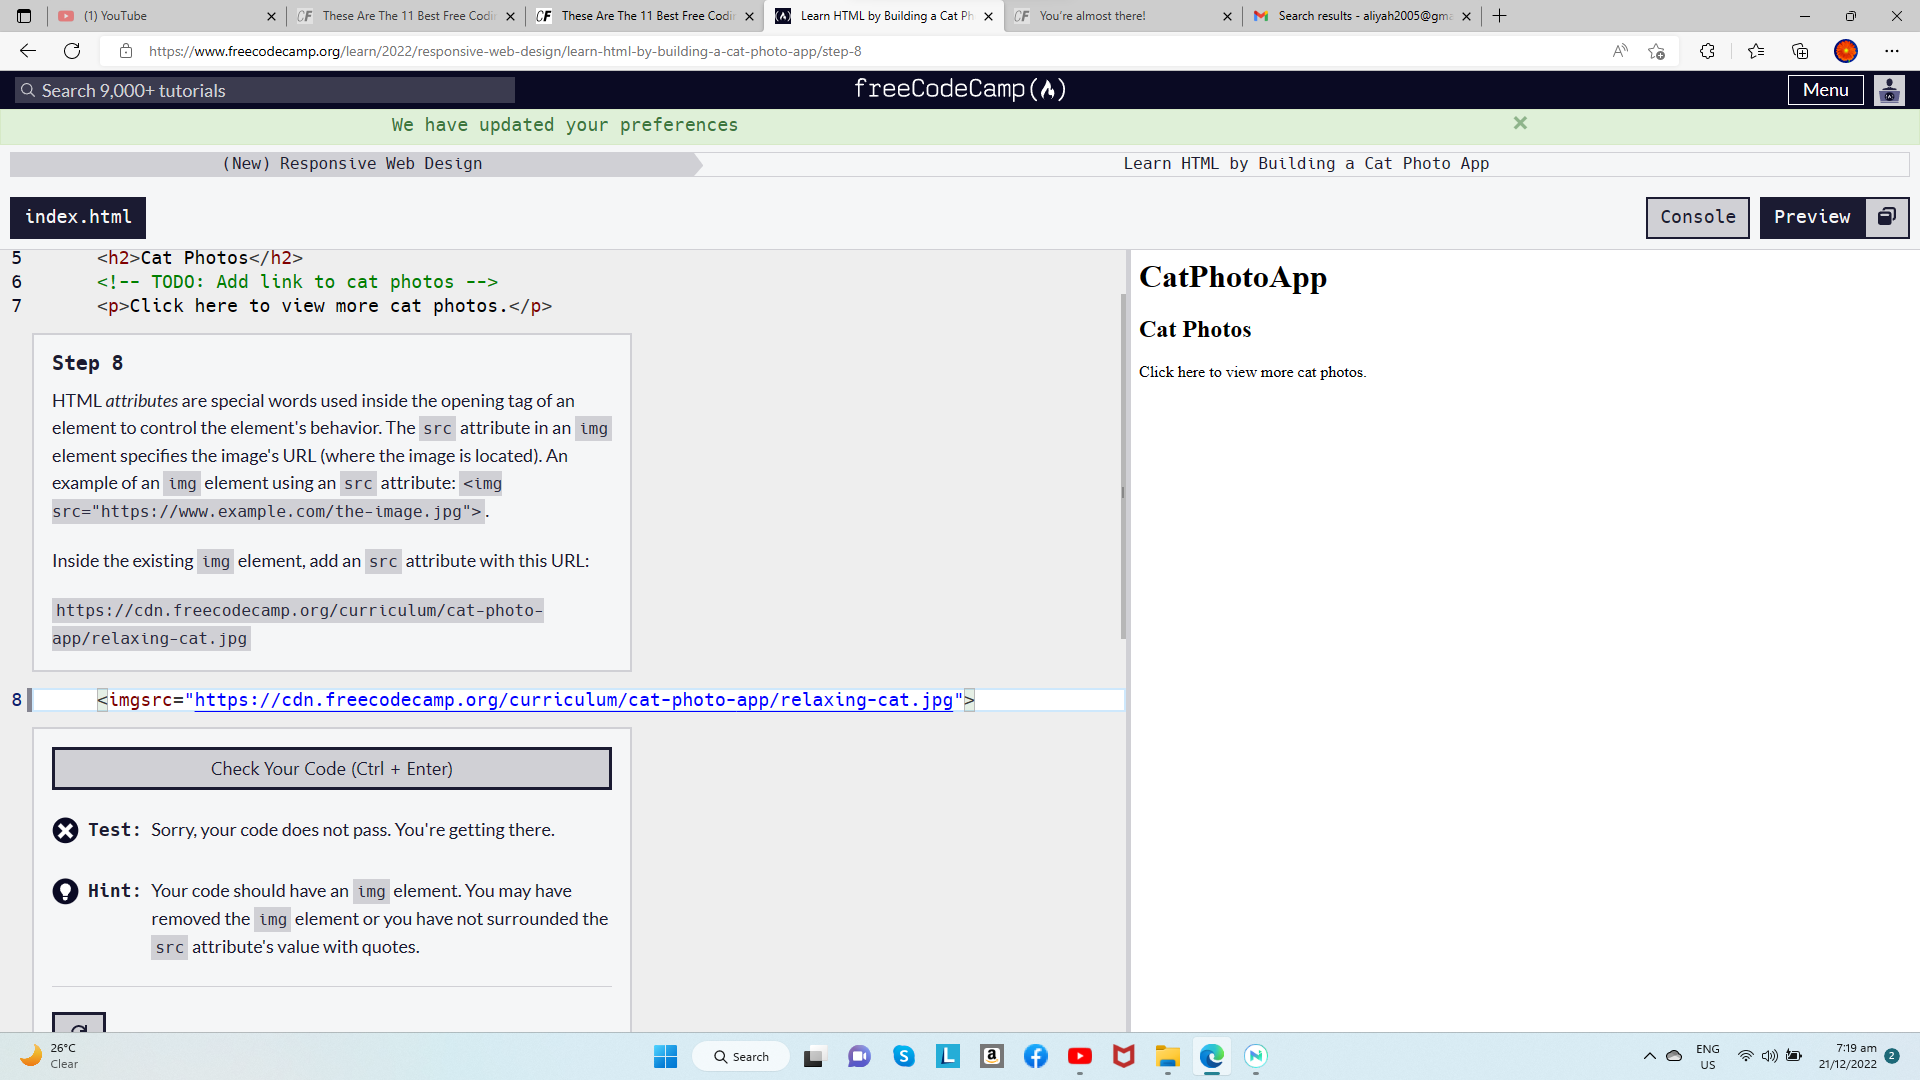 (1) YouTube
These Are The 11 Best Free Codi
These Are The 11 Best Free Codi
Learn HTML by Building a Cat Ph
You're almost there!
Search results - aliyah2005@gma
https://www.freecodecamp.org/learn/2022/responsive-web-design/learn-html-by-building-a-cat-photo-app/step-8
Search 9,000+ tutorials
freeCodeCamp
Menu
We have updated your preferences
(New) Responsive Web Design
Learn HTML by Building a Cat Photo App
index.html
Console
Preview
5 <h2>Cat Photos</h2>
6 <!-- TODO: Add link to cat photos -->
7 <p>Click here to view more cat photos.</p>
Step 8
HTML attributes are special words used inside the opening tag of an
element to control the element's behavior. The src attribute in an img
element specifies the image's URL (where the image is located). An
example of an img element using an src attribute: <img
src="https://www.example.com/the-image.jpg">.
Inside the existing img element, add an src attribute with this URL:
https://cdn.freecodecamp.org/curriculum/cat-photo-
app/relaxing-cat.jpg
8 <imgsrc="https://cdn.freecodecamp.org/curriculum/cat-photo-app/relaxing-cat.jpg">
Check Your Code (Ctrl + Enter)
Test: Sorry, your code does not pass. You're getting there.
Hint: Your code should have an img element. You may have
removed the img element or you have not surrounded the
src attribute's value with quotes.
CatPhotoApp
Cat Photos
Click here to view more cat photos.
26°C
Clear
Search
ENG
US
7:19 am
21/12/2022
2